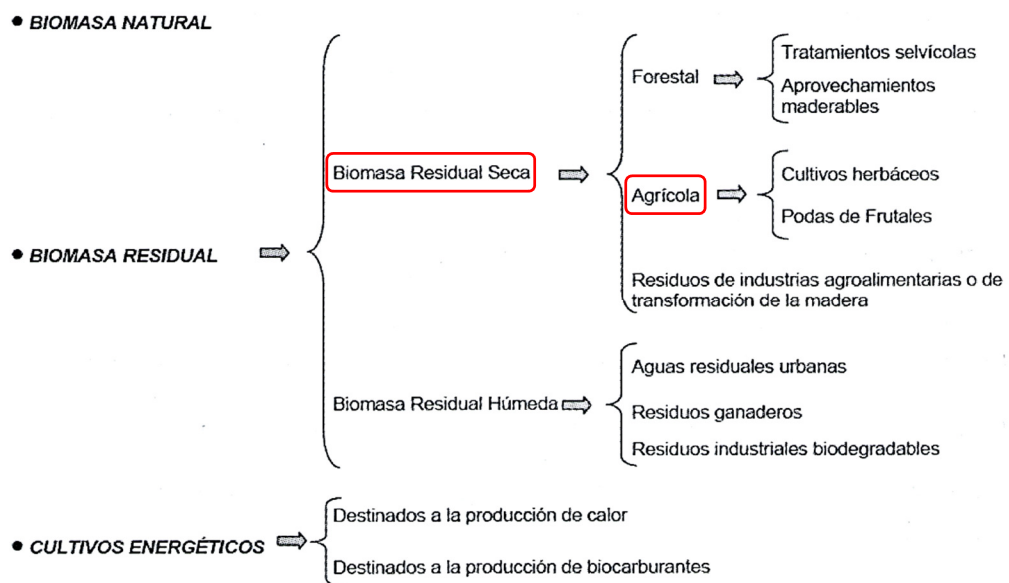 • BIOMASA NATURAL
Tratamientos selvícolas
Forestal
Aprovechamientos
maderables
Biomasa Residual Seca
Cultivos herbáceos
Agrícola
Podas de Frutales
• BIOMASA RESIDUAL
Residuos de industrias agroalimentarias o de
transformación de la madera
Aguas residuales urbanas
Biomasa Residual Húmeda
Residuos ganaderos
Residuos industriales biodegradables
Destinados a la producción de calor
• CULTIVOS ENERGÉTICOS
Destinados a la producción de biocarburantes